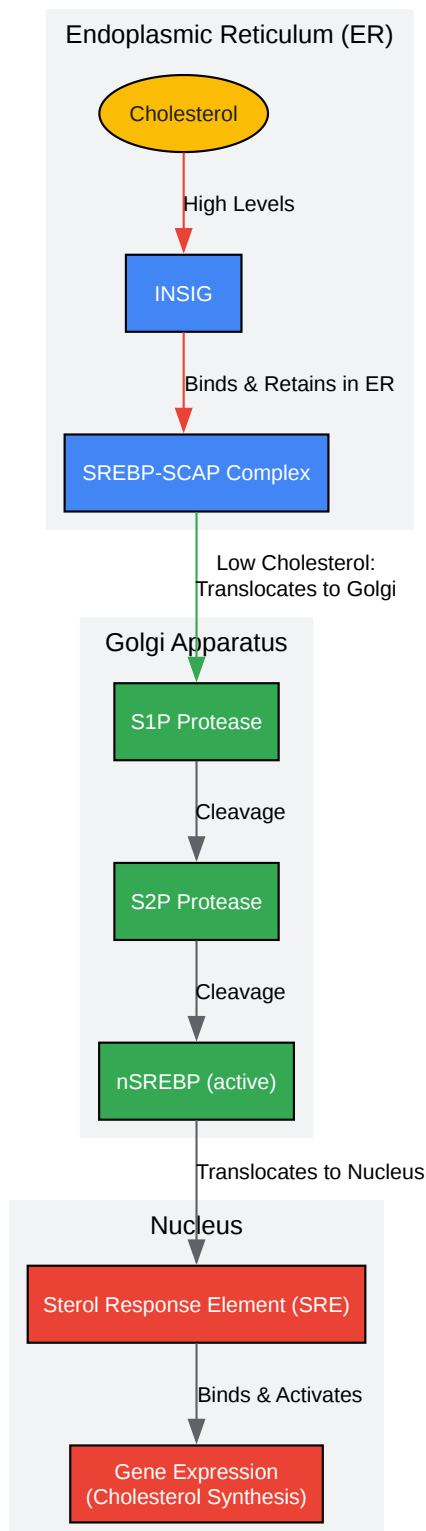 Endoplasmic Reticulum (ER)
Cholesterol
High Levels
INSIG
Binds & Retains in ER
SREBP-SCAP Complex
Low Cholesterol:
Translocates to Golgi
Golgi Apparatus
S1P Protease
Cleavage
S2P Protease
Cleavage
nSREBP (active)
Translocates to Nucleus
Nucleus
Sterol Response Element (SRE)
Binds & Activates
Gene Expression
(Cholesterol Synthesis)